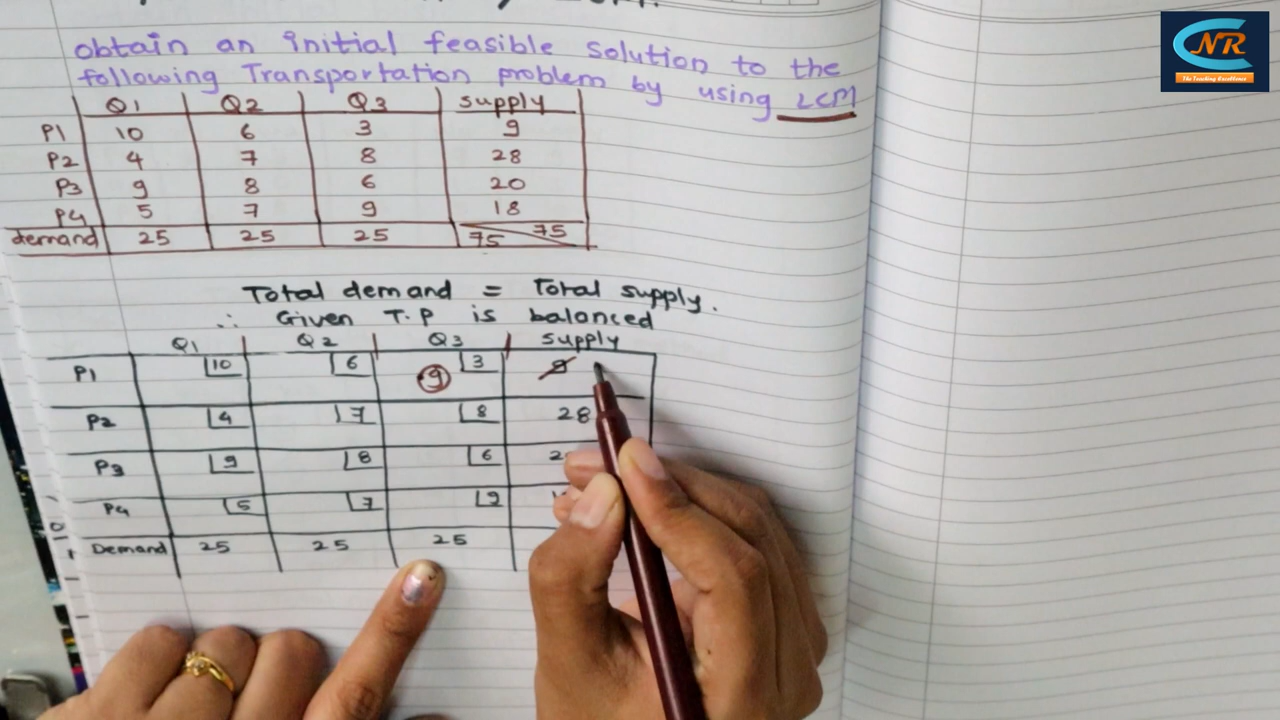 obtain an initial feasible solution to the
following Transportation problem by using LCM
Q1 Q2 Q3 supply
P1 10 6 3 9
P2 4 7 8 28
P3 9 8 6 20
P4 5 7 9 18
demand 25 25 25 75 75
Total demand = Total supply.
∴ Given T.P is balanced
Q1 Q2 Q3 supply
P1 10 6 9 3 9
P2 4 7 8 28
P3 9 8 6
P4 5 7 9
Demand 25 25 25
CNR
The Teaching Excellence